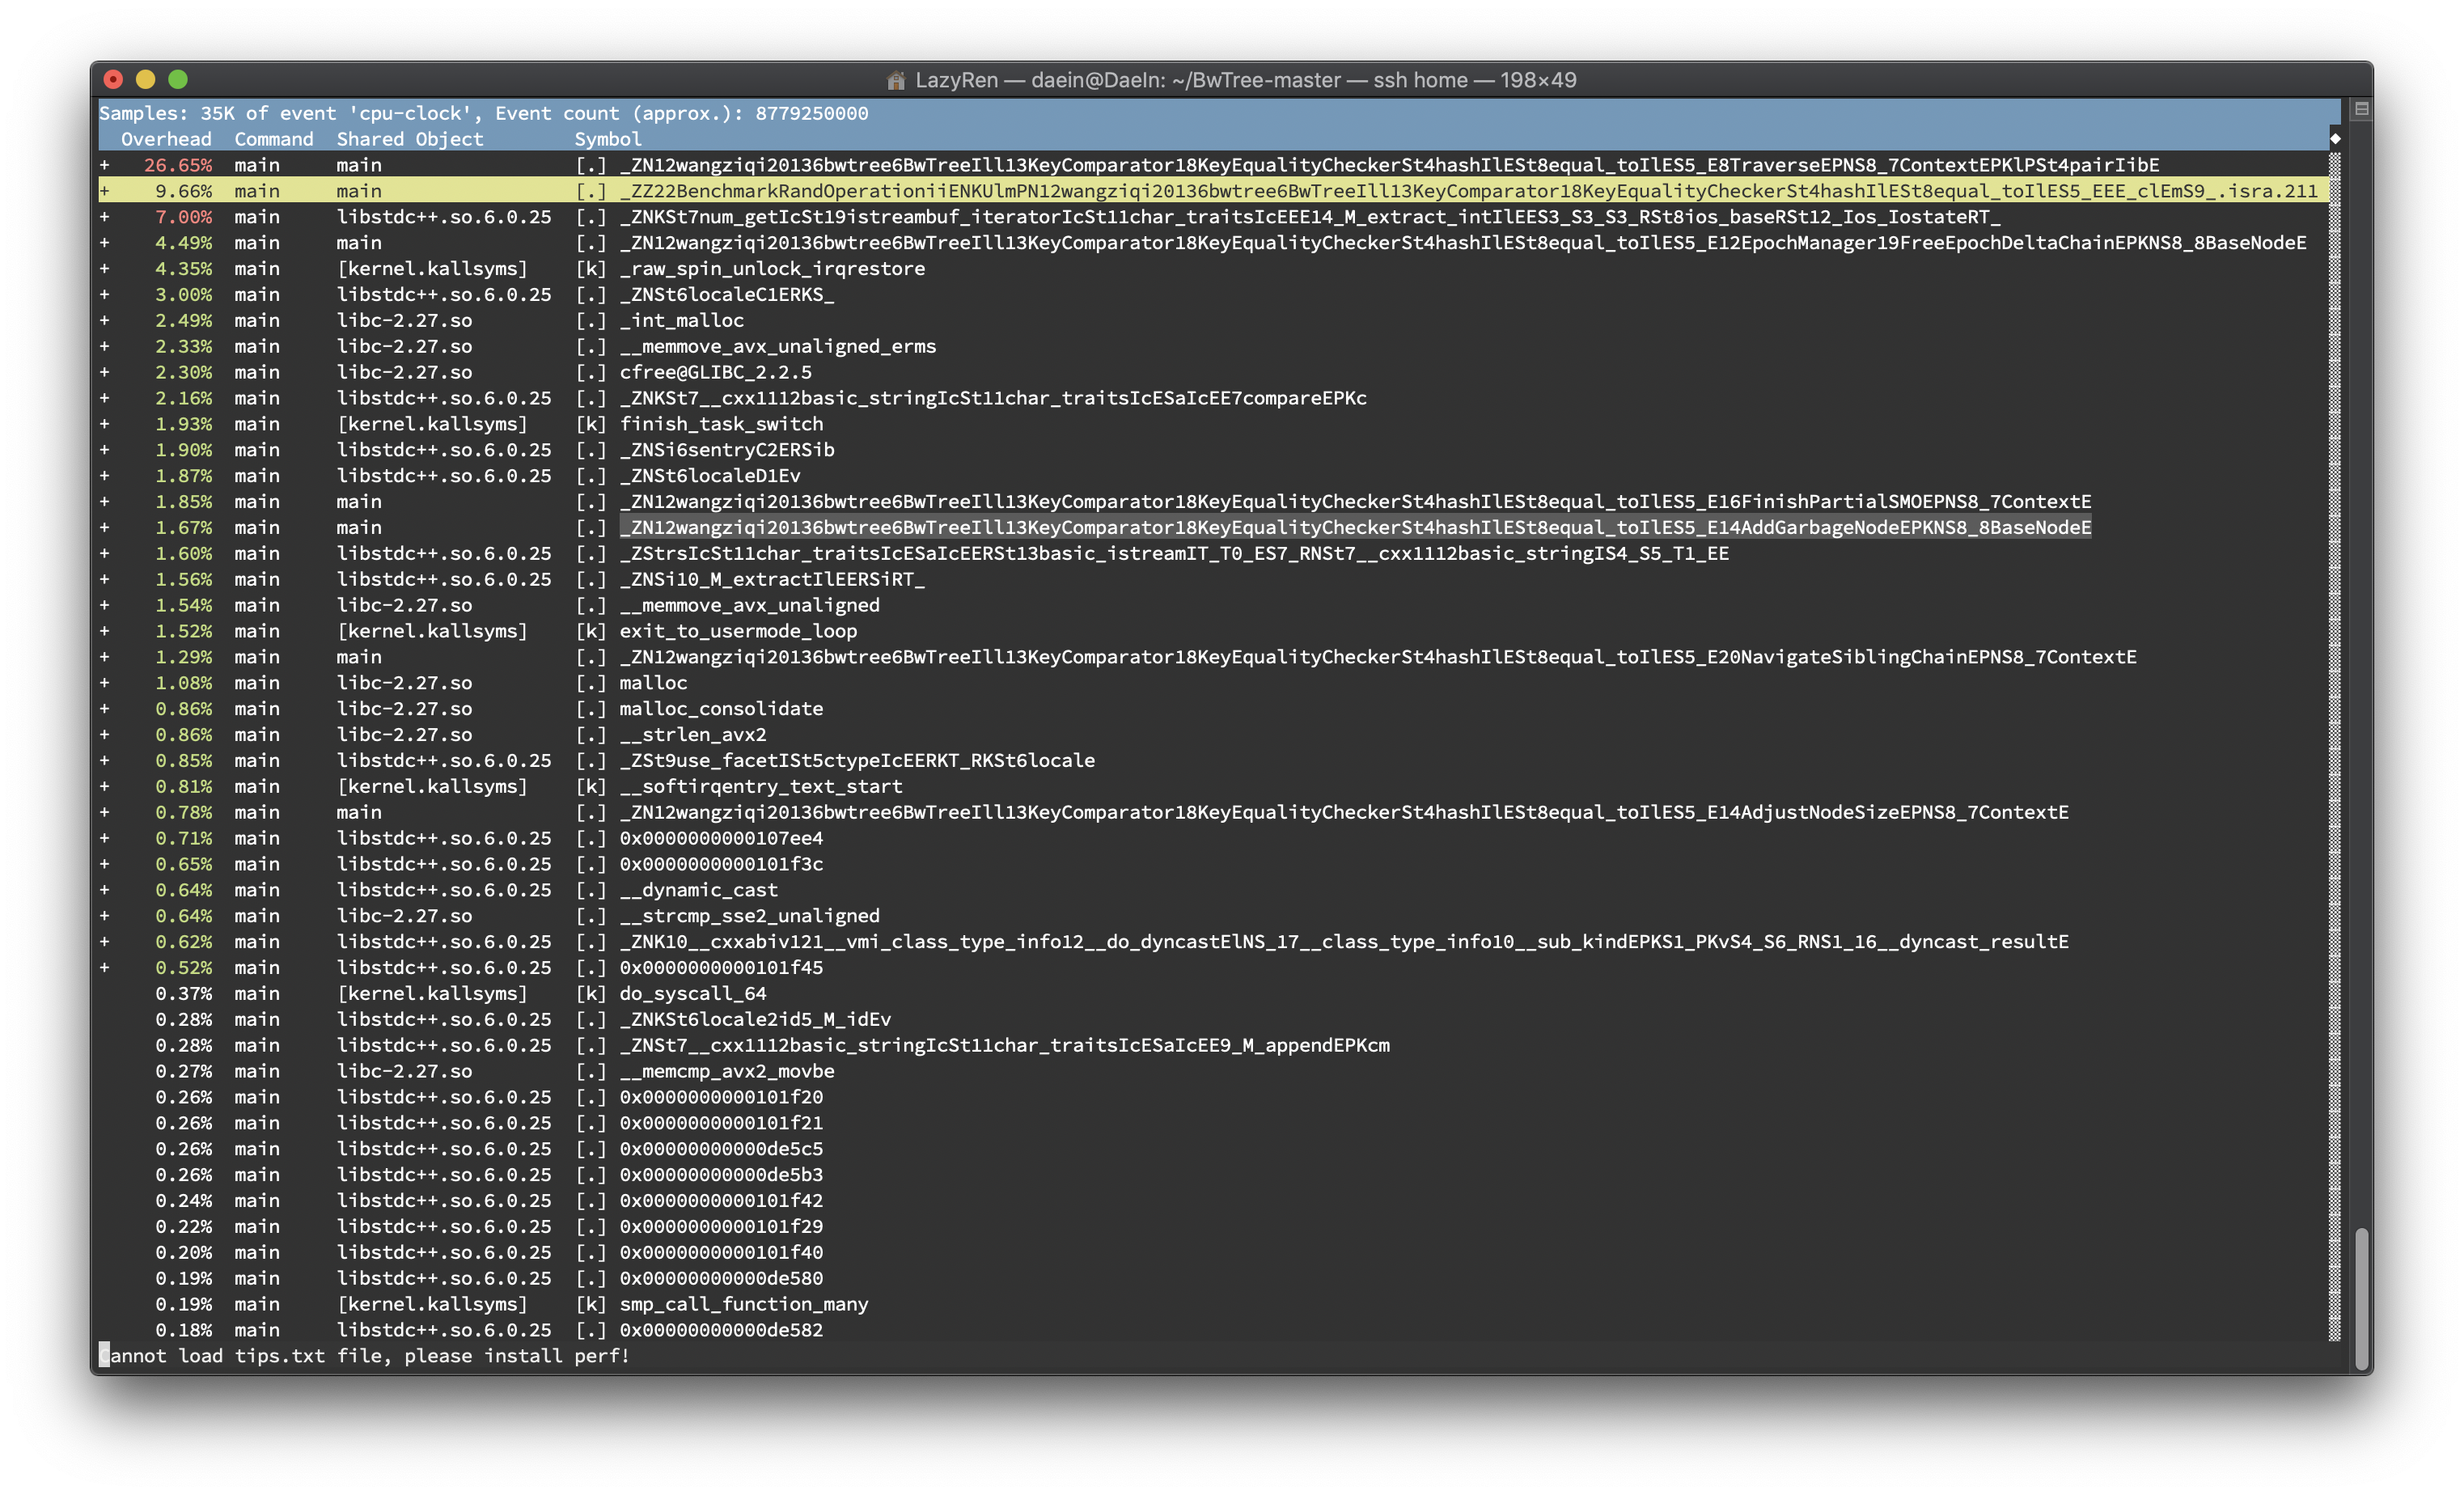 LazyRen — daein@DaeIn: ~/BwTree-master — ssh home — 198×49
Samples: 35K of event 'cpu-clock', Event count (approx.): 8779250000
Overhead  Command  Shared Object        Symbol
+   26.65%  main     main                 [.] _ZN12wangziqi20136bwtree6BwTreeIll13KeyComparator18KeyEqualityCheckerSt4hashIlESt8equal_toIlES5_E8TraverseEPNS8_7ContextEPKlPSt4pairIibE
+    9.66%  main     main                 [.] _ZZ22BenchmarkRandOperationiiENKUlmPN12wangziqi20136bwtree6BwTreeIll13KeyComparator18KeyEqualityCheckerSt4hashIlESt8equal_toIlES5_EEE_clEmS9_.isra.211
+    7.00%  main     libstdc++.so.6.0.25  [.] _ZNKSt7num_getIcSt19istreambuf_iteratorIcSt11char_traitsIcEEE14_M_extract_intIlEES3_S3_S3_RSt8ios_baseRSt12_Ios_IostateRT_
+    4.49%  main     main                 [.] _ZN12wangziqi20136bwtree6BwTreeIll13KeyComparator18KeyEqualityCheckerSt4hashIlESt8equal_toIlES5_E12EpochManager19FreeEpochDeltaChainEPKNS8_8BaseNodeE
+    4.35%  main     [kernel.kallsyms]    [k] _raw_spin_unlock_irqrestore
+    3.00%  main     libstdc++.so.6.0.25  [.] _ZNSt6localeC1ERKS_
+    2.49%  main     libc-2.27.so         [.] _int_malloc
+    2.33%  main     libc-2.27.so         [.] __memmove_avx_unaligned_erms
+    2.30%  main     libc-2.27.so         [.] cfree@GLIBC_2.2.5
+    2.16%  main     libstdc++.so.6.0.25  [.] _ZNKSt7__cxx1112basic_stringIcSt11char_traitsIcESaIcEE7compareEPKc
+    1.93%  main     [kernel.kallsyms]    [k] finish_task_switch
+    1.90%  main     libstdc++.so.6.0.25  [.] _ZNSi6sentryC2ERSib
+    1.87%  main     libstdc++.so.6.0.25  [.] _ZNSt6localeD1Ev
+    1.85%  main     main                 [.] _ZN12wangziqi20136bwtree6BwTreeIll13KeyComparator18KeyEqualityCheckerSt4hashIlESt8equal_toIlES5_E16FinishPartialSMOEPNS8_7ContextE
+    1.67%  main     main                 [.] _ZN12wangziqi20136bwtree6BwTreeIll13KeyComparator18KeyEqualityCheckerSt4hashIlESt8equal_toIlES5_E14AddGarbageNodeEPKNS8_8BaseNodeE
+    1.60%  main     libstdc++.so.6.0.25  [.] _ZStrsIcSt11char_traitsIcESaIcEERSt13basic_istreamIT_T0_ES7_RNSt7__cxx1112basic_stringIS4_S5_T1_EE
+    1.56%  main     libstdc++.so.6.0.25  [.] _ZNSi10_M_extractIlEERSiRT_
+    1.54%  main     libc-2.27.so         [.] __memmove_avx_unaligned
+    1.52%  main     [kernel.kallsyms]    [k] exit_to_usermode_loop
+    1.29%  main     main                 [.] _ZN12wangziqi20136bwtree6BwTreeIll13KeyComparator18KeyEqualityCheckerSt4hashIlESt8equal_toIlES5_E20NavigateSiblingChainEPNS8_7ContextE
+    1.08%  main     libc-2.27.so         [.] malloc
+    0.86%  main     libc-2.27.so         [.] malloc_consolidate
+    0.86%  main     libc-2.27.so         [.] __strlen_avx2
+    0.85%  main     libstdc++.so.6.0.25  [.] _ZSt9use_facetISt5ctypeIcEERKT_RKSt6locale
+    0.81%  main     [kernel.kallsyms]    [k] __softirqentry_text_start
+    0.78%  main     main                 [.] _ZN12wangziqi20136bwtree6BwTreeIll13KeyComparator18KeyEqualityCheckerSt4hashIlESt8equal_toIlES5_E14AdjustNodeSizeEPNS8_7ContextE
+    0.71%  main     libstdc++.so.6.0.25  [.] 0x0000000000107ee4
+    0.65%  main     libstdc++.so.6.0.25  [.] 0x0000000000101f3c
+    0.64%  main     libstdc++.so.6.0.25  [.] __dynamic_cast
+    0.64%  main     libc-2.27.so         [.] __strcmp_sse2_unaligned
+    0.62%  main     libstdc++.so.6.0.25  [.] _ZNK10__cxxabiv121__vmi_class_type_info12__do_dyncastElNS_17__class_type_info10__sub_kindEPKS1_PKvS4_S6_RNS1_16__dyncast_resultE
+    0.52%  main     libstdc++.so.6.0.25  [.] 0x0000000000101f45
0.37%  main     [kernel.kallsyms]    [k] do_syscall_64
0.28%  main     libstdc++.so.6.0.25  [.] _ZNKSt6locale2id5_M_idEv
0.28%  main     libstdc++.so.6.0.25  [.] _ZNSt7__cxx1112basic_stringIcSt11char_traitsIcESaIcEE9_M_appendEPKcm
0.27%  main     libc-2.27.so         [.] __memcmp_avx2_movbe
0.26%  main     libstdc++.so.6.0.25  [.] 0x0000000000101f20
0.26%  main     libstdc++.so.6.0.25  [.] 0x0000000000101f21
0.26%  main     libstdc++.so.6.0.25  [.] 0x00000000000de5c5
0.26%  main     libstdc++.so.6.0.25  [.] 0x00000000000de5b3
0.24%  main     libstdc++.so.6.0.25  [.] 0x0000000000101f42
0.22%  main     libstdc++.so.6.0.25  [.] 0x0000000000101f29
0.20%  main     libstdc++.so.6.0.25  [.] 0x0000000000101f40
0.19%  main     libstdc++.so.6.0.25  [.] 0x00000000000de580
0.19%  main     [kernel.kallsyms]    [k] smp_call_function_many
0.18%  main     libstdc++.so.6.0.25  [.] 0x00000000000de582
Cannot load tips.txt file, please install perf!